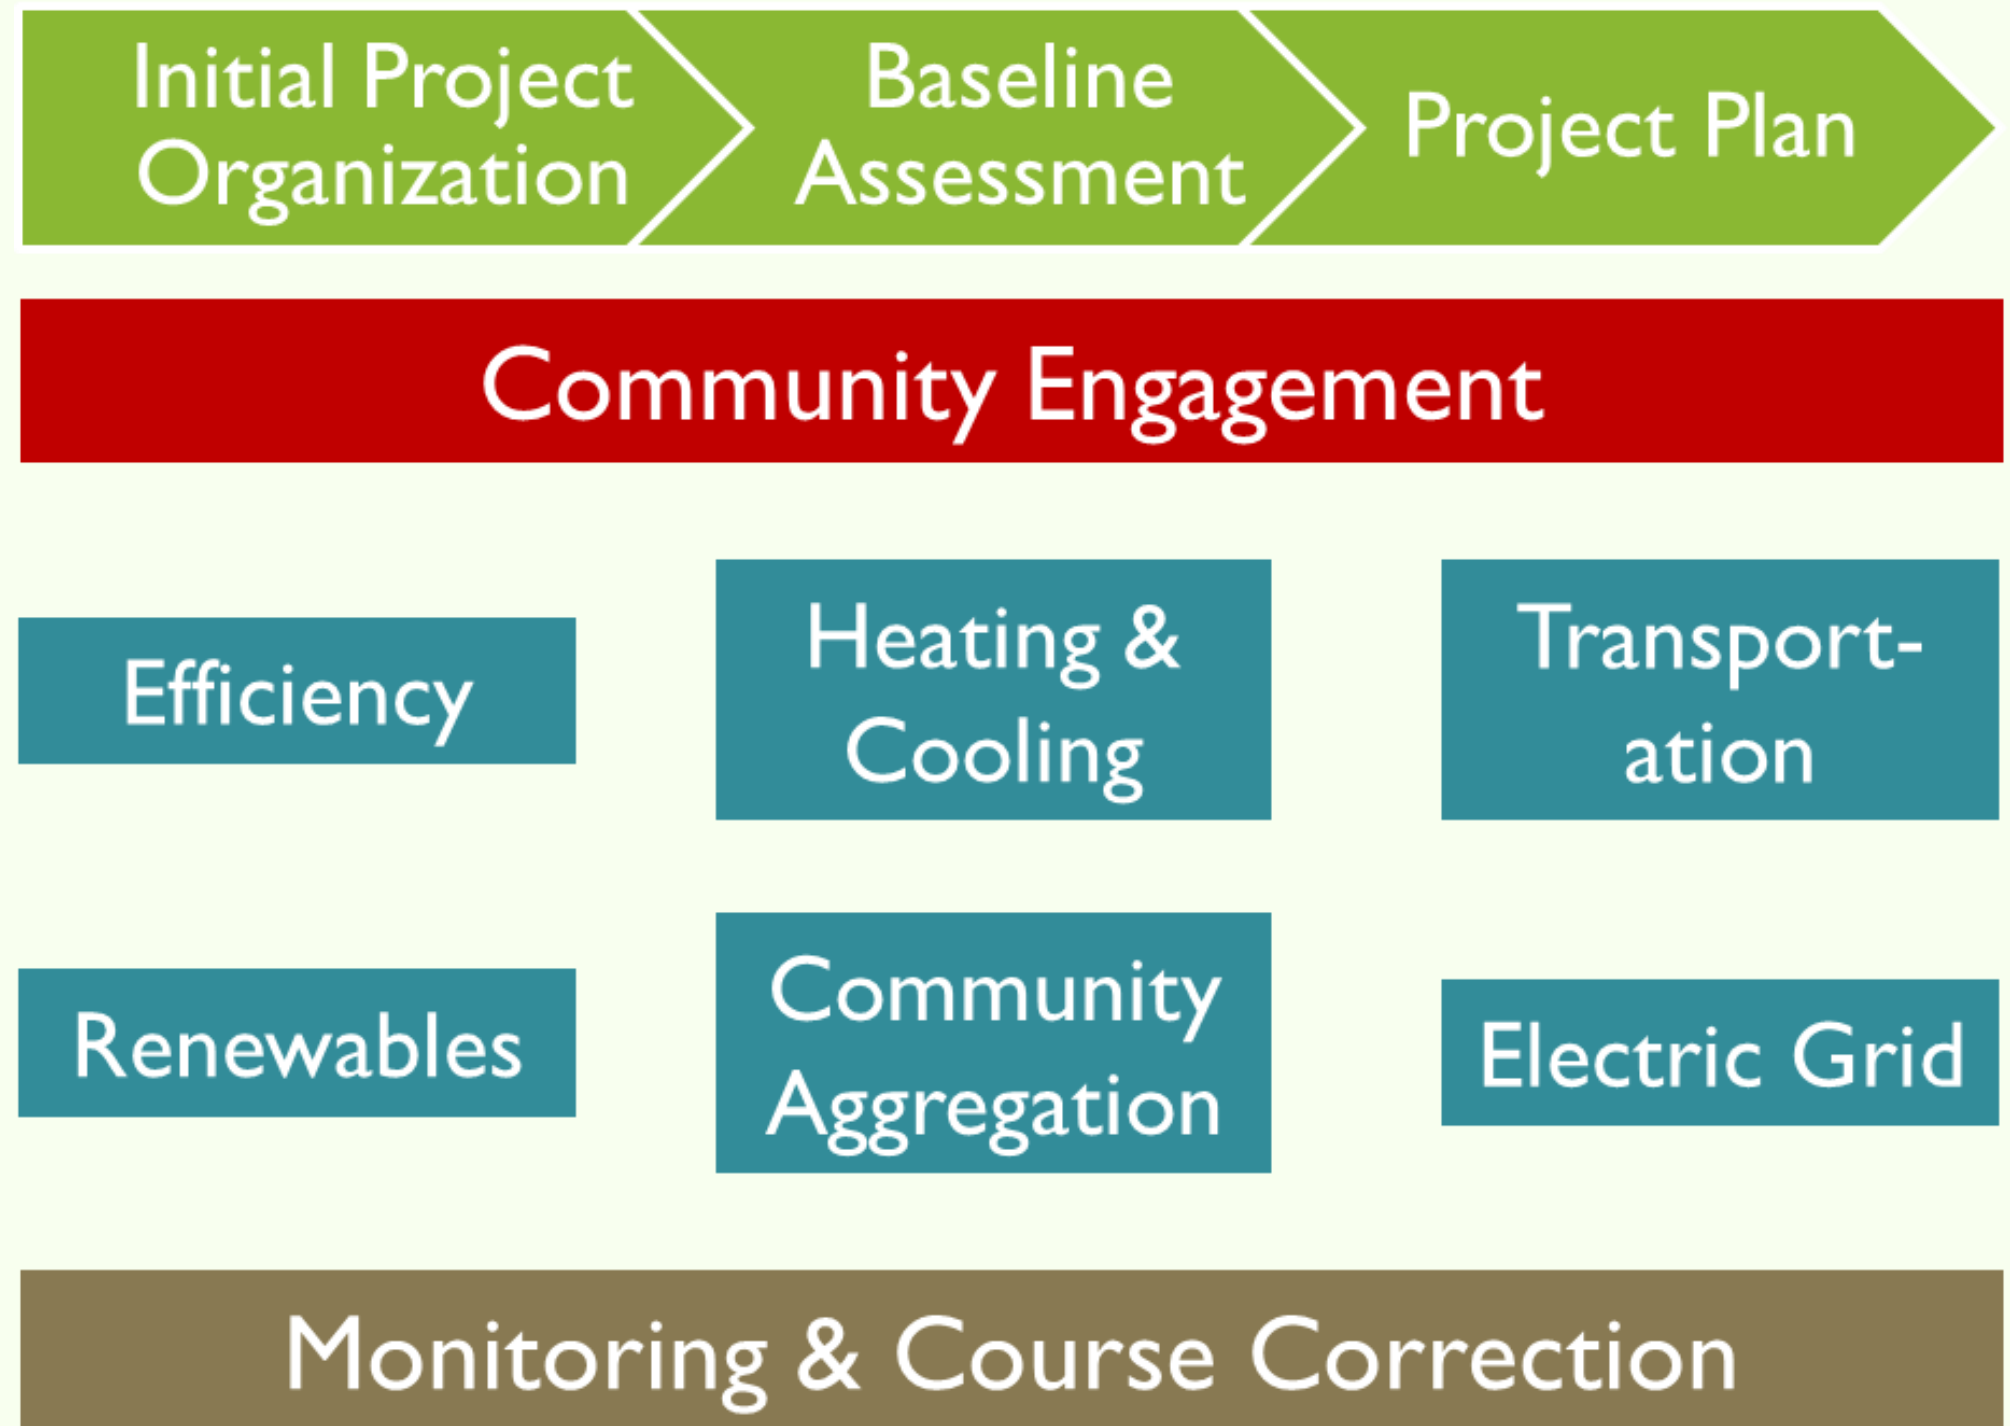 Initial Project
Organization
Baseline
Assessment
Project Plan
Community Engagement
Efficiency
Heating &
Cooling
Transport-
ation
Renewables
Community
Aggregation
Electric Grid
Monitoring & Course Correction